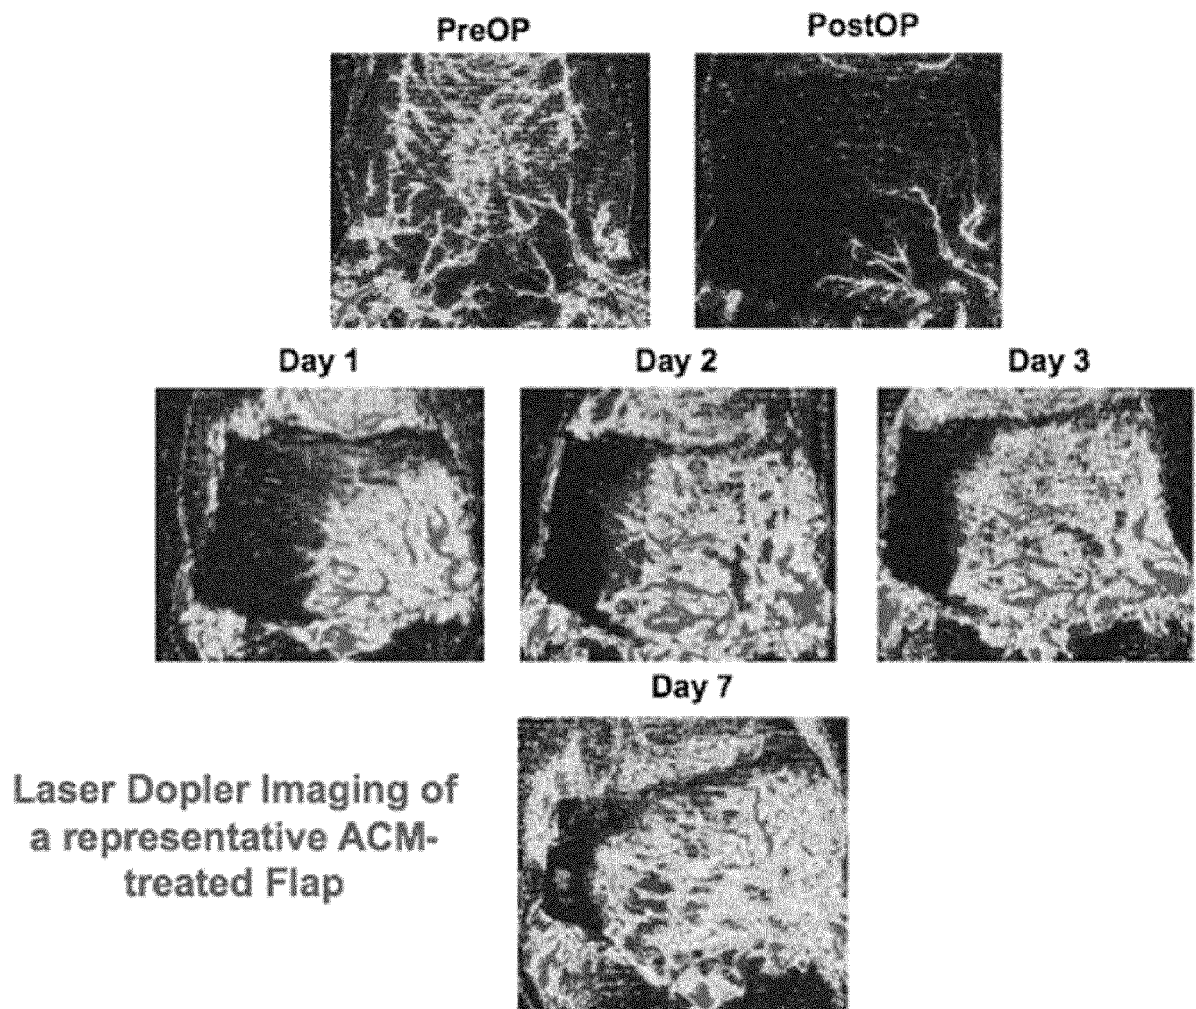 PreOP
PostOP
Day 1
Day 2
Day 3
Day 7
Laser Dopler Imaging of
a representative ACM-
treated Flap